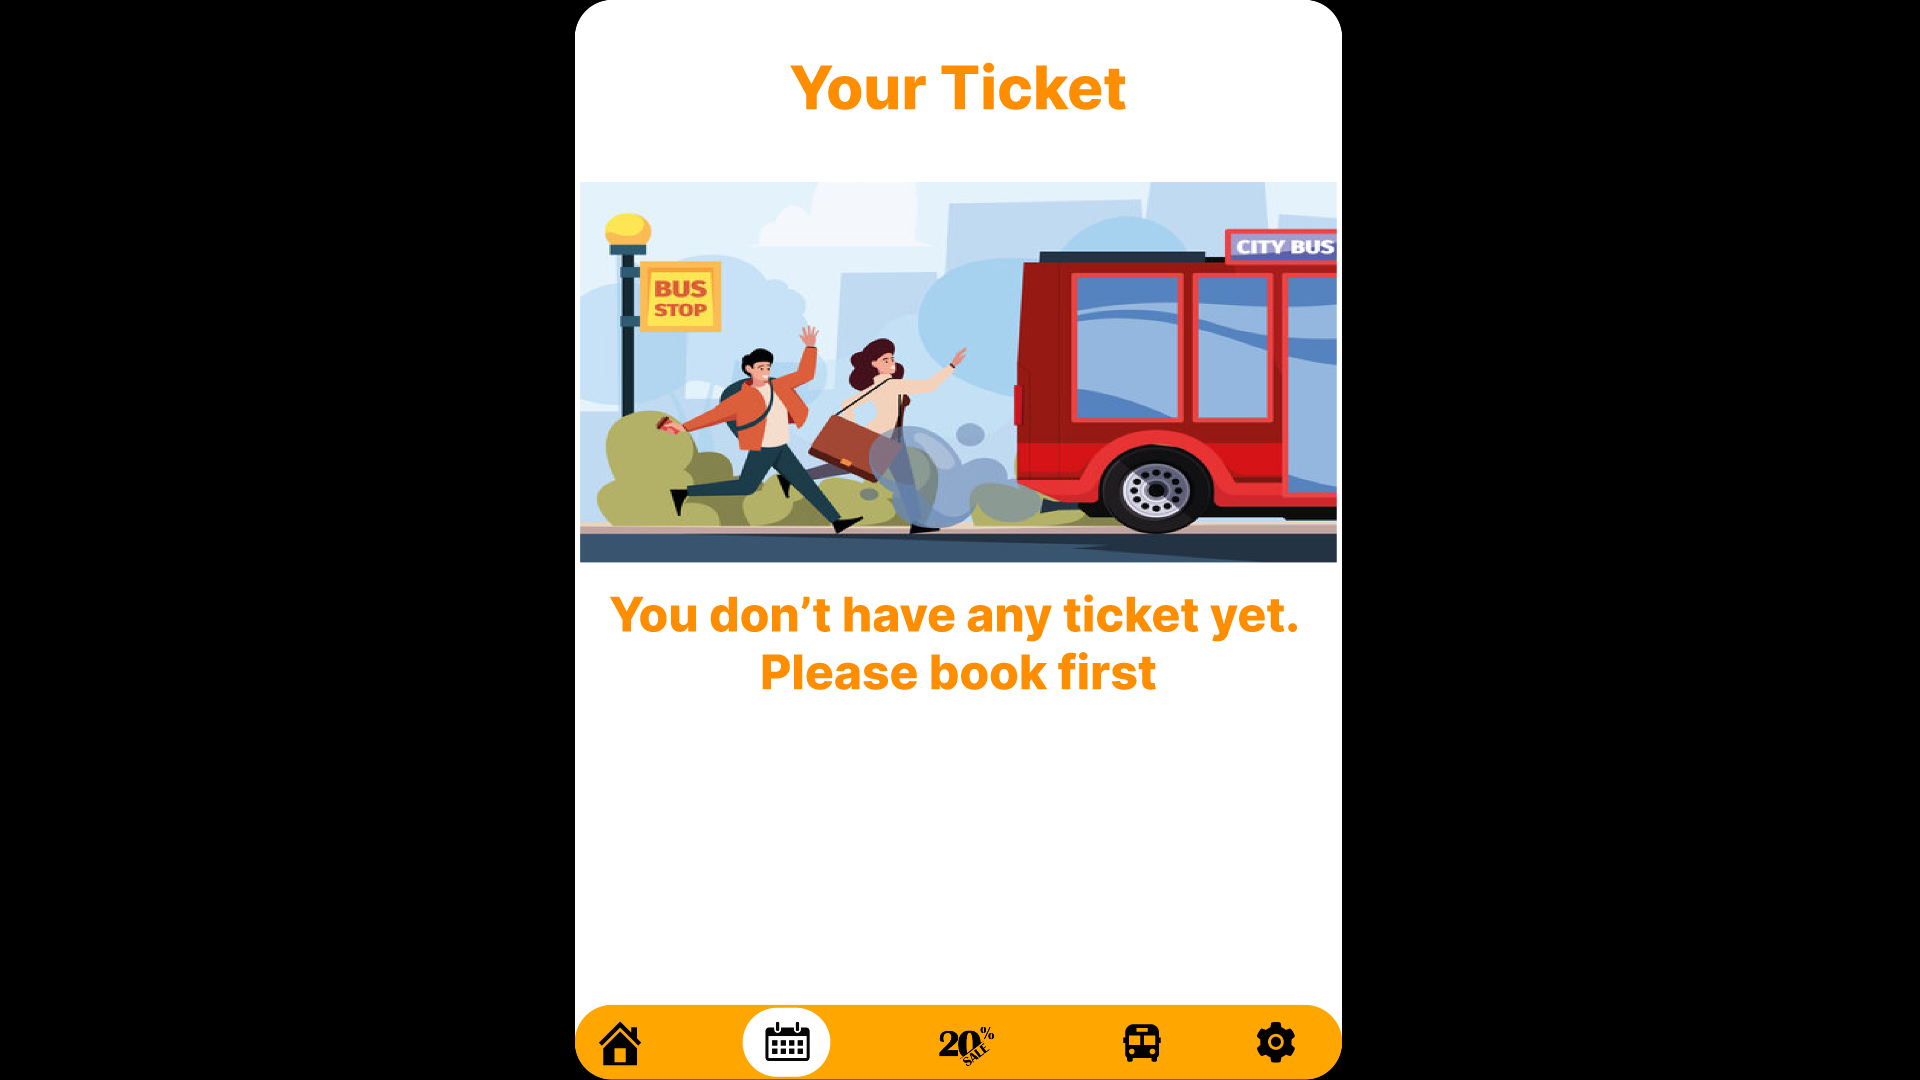 Your Ticket
CITY BUS
BUS
STOP
You don’t have any ticket yet.
Please book first
20%
SALE